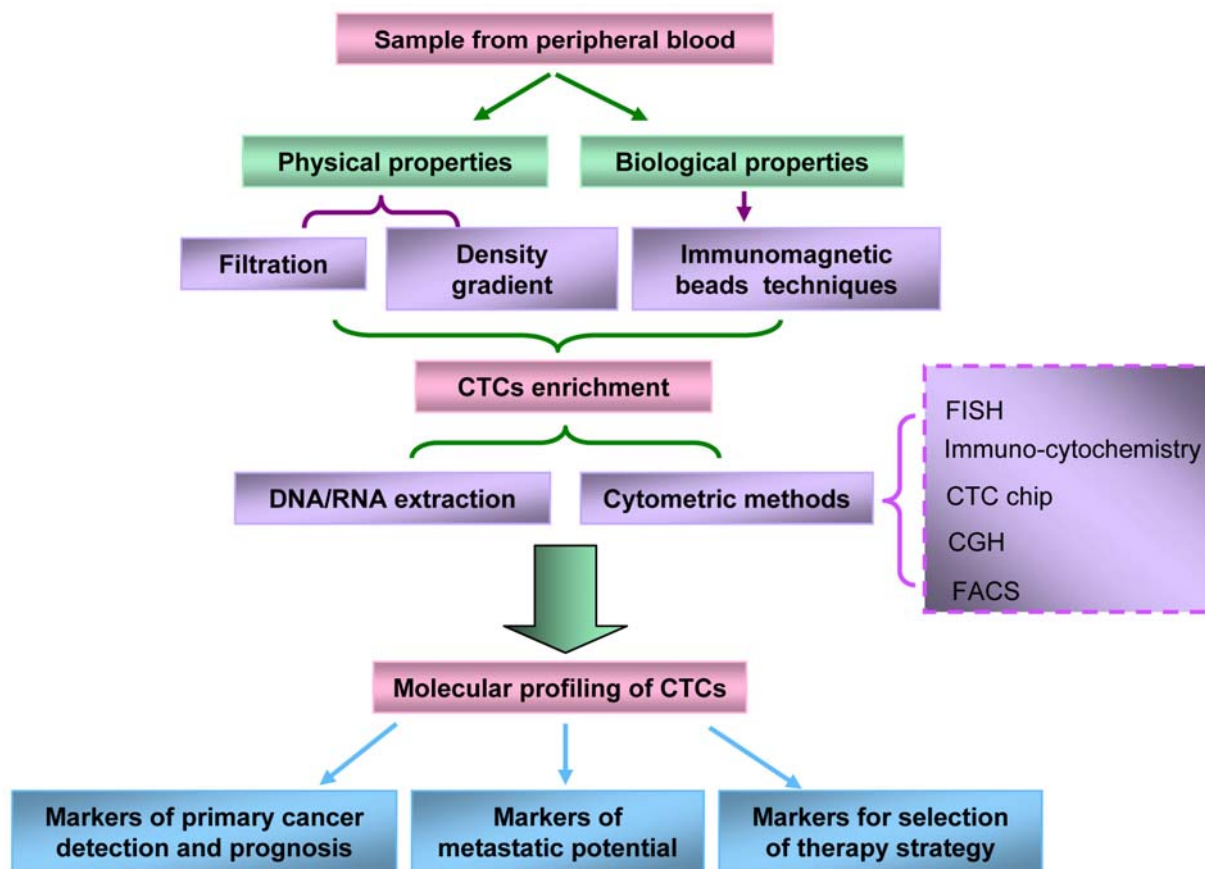 Sample from peripheral blood
Physical properties
Biological properties
Filtration
Density
gradient
Immunomagnetic
beads techniques
CTCs enrichment
DNA/RNA extraction
Cytometric methods
FISH
Immuno-cytochemistry
CTC chip
CGH
FACS
Molecular profiling of CTCs
Markers of primary cancer
detection and prognosis
Markers of
metastatic potential
Markers for selection
of therapy strategy